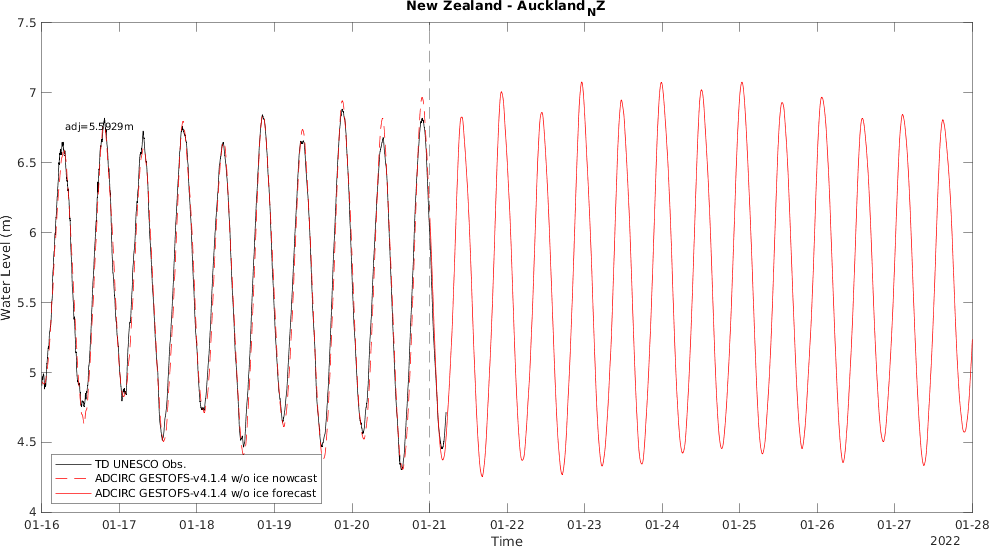 New Zealand - Auckland_NZ
7.5
7
6.5
6
5.5
5
4.5
4
Water Level (m)
adj=5.5929m
TD UNESCO Obs.
ADCIRC GESTOFS-v4.1.4 w/o ice nowcast
ADCIRC GESTOFS-v4.1.4 w/o ice forecast
01-16 01-17 01-18 01-19 01-20 01-21 01-22 01-23 01-24 01-25 01-26 01-27 01-28
Time
2022